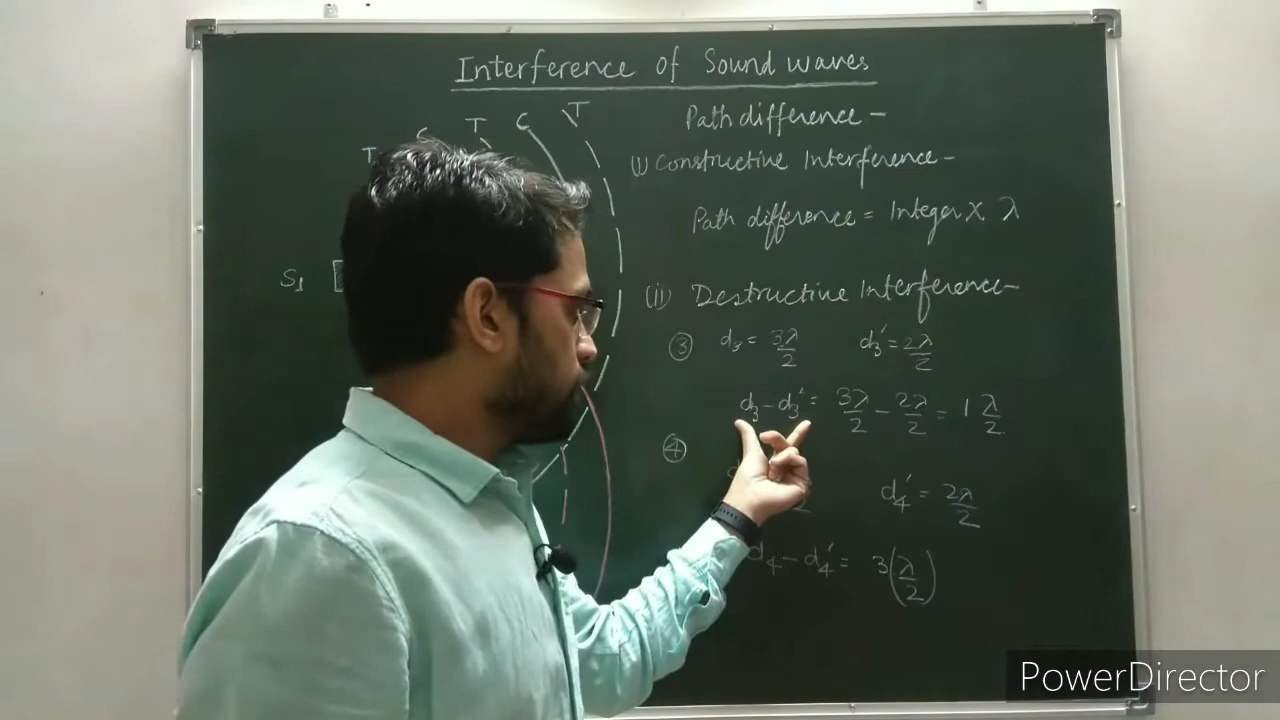 Interference of Sound waves
T C T C T
Path difference -
(i) Constructive Interference -
Path difference = Integer × λ
S₁
(ii) Destructive Interference -
③ d₃ = 3λ/2 d₃' = 2λ/2
d₃ - d₃' = 3λ/2 - 2λ/2 = 1 λ/2
④
d₄' = 2λ/2
d₄ - d₄' = 3(λ/2)
PowerDirector